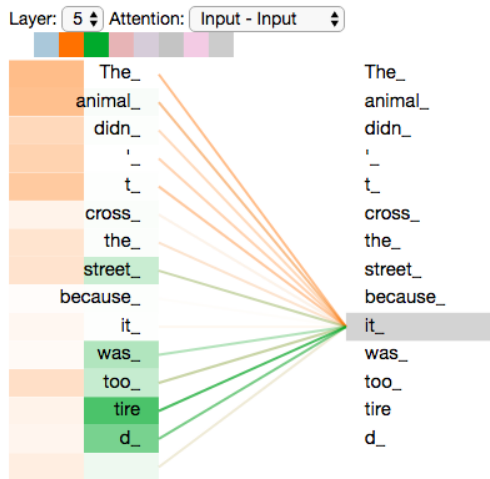 Layer: 5 Attention: Input - Input
The_ The_
animal_ animal_
didn_ didn_
'_ '_
t_ t_
cross_ cross_
the_ the_
street_ street_
because_ because_
it_ it_
was_ was_
too_ too_
tire tire
d_ d_